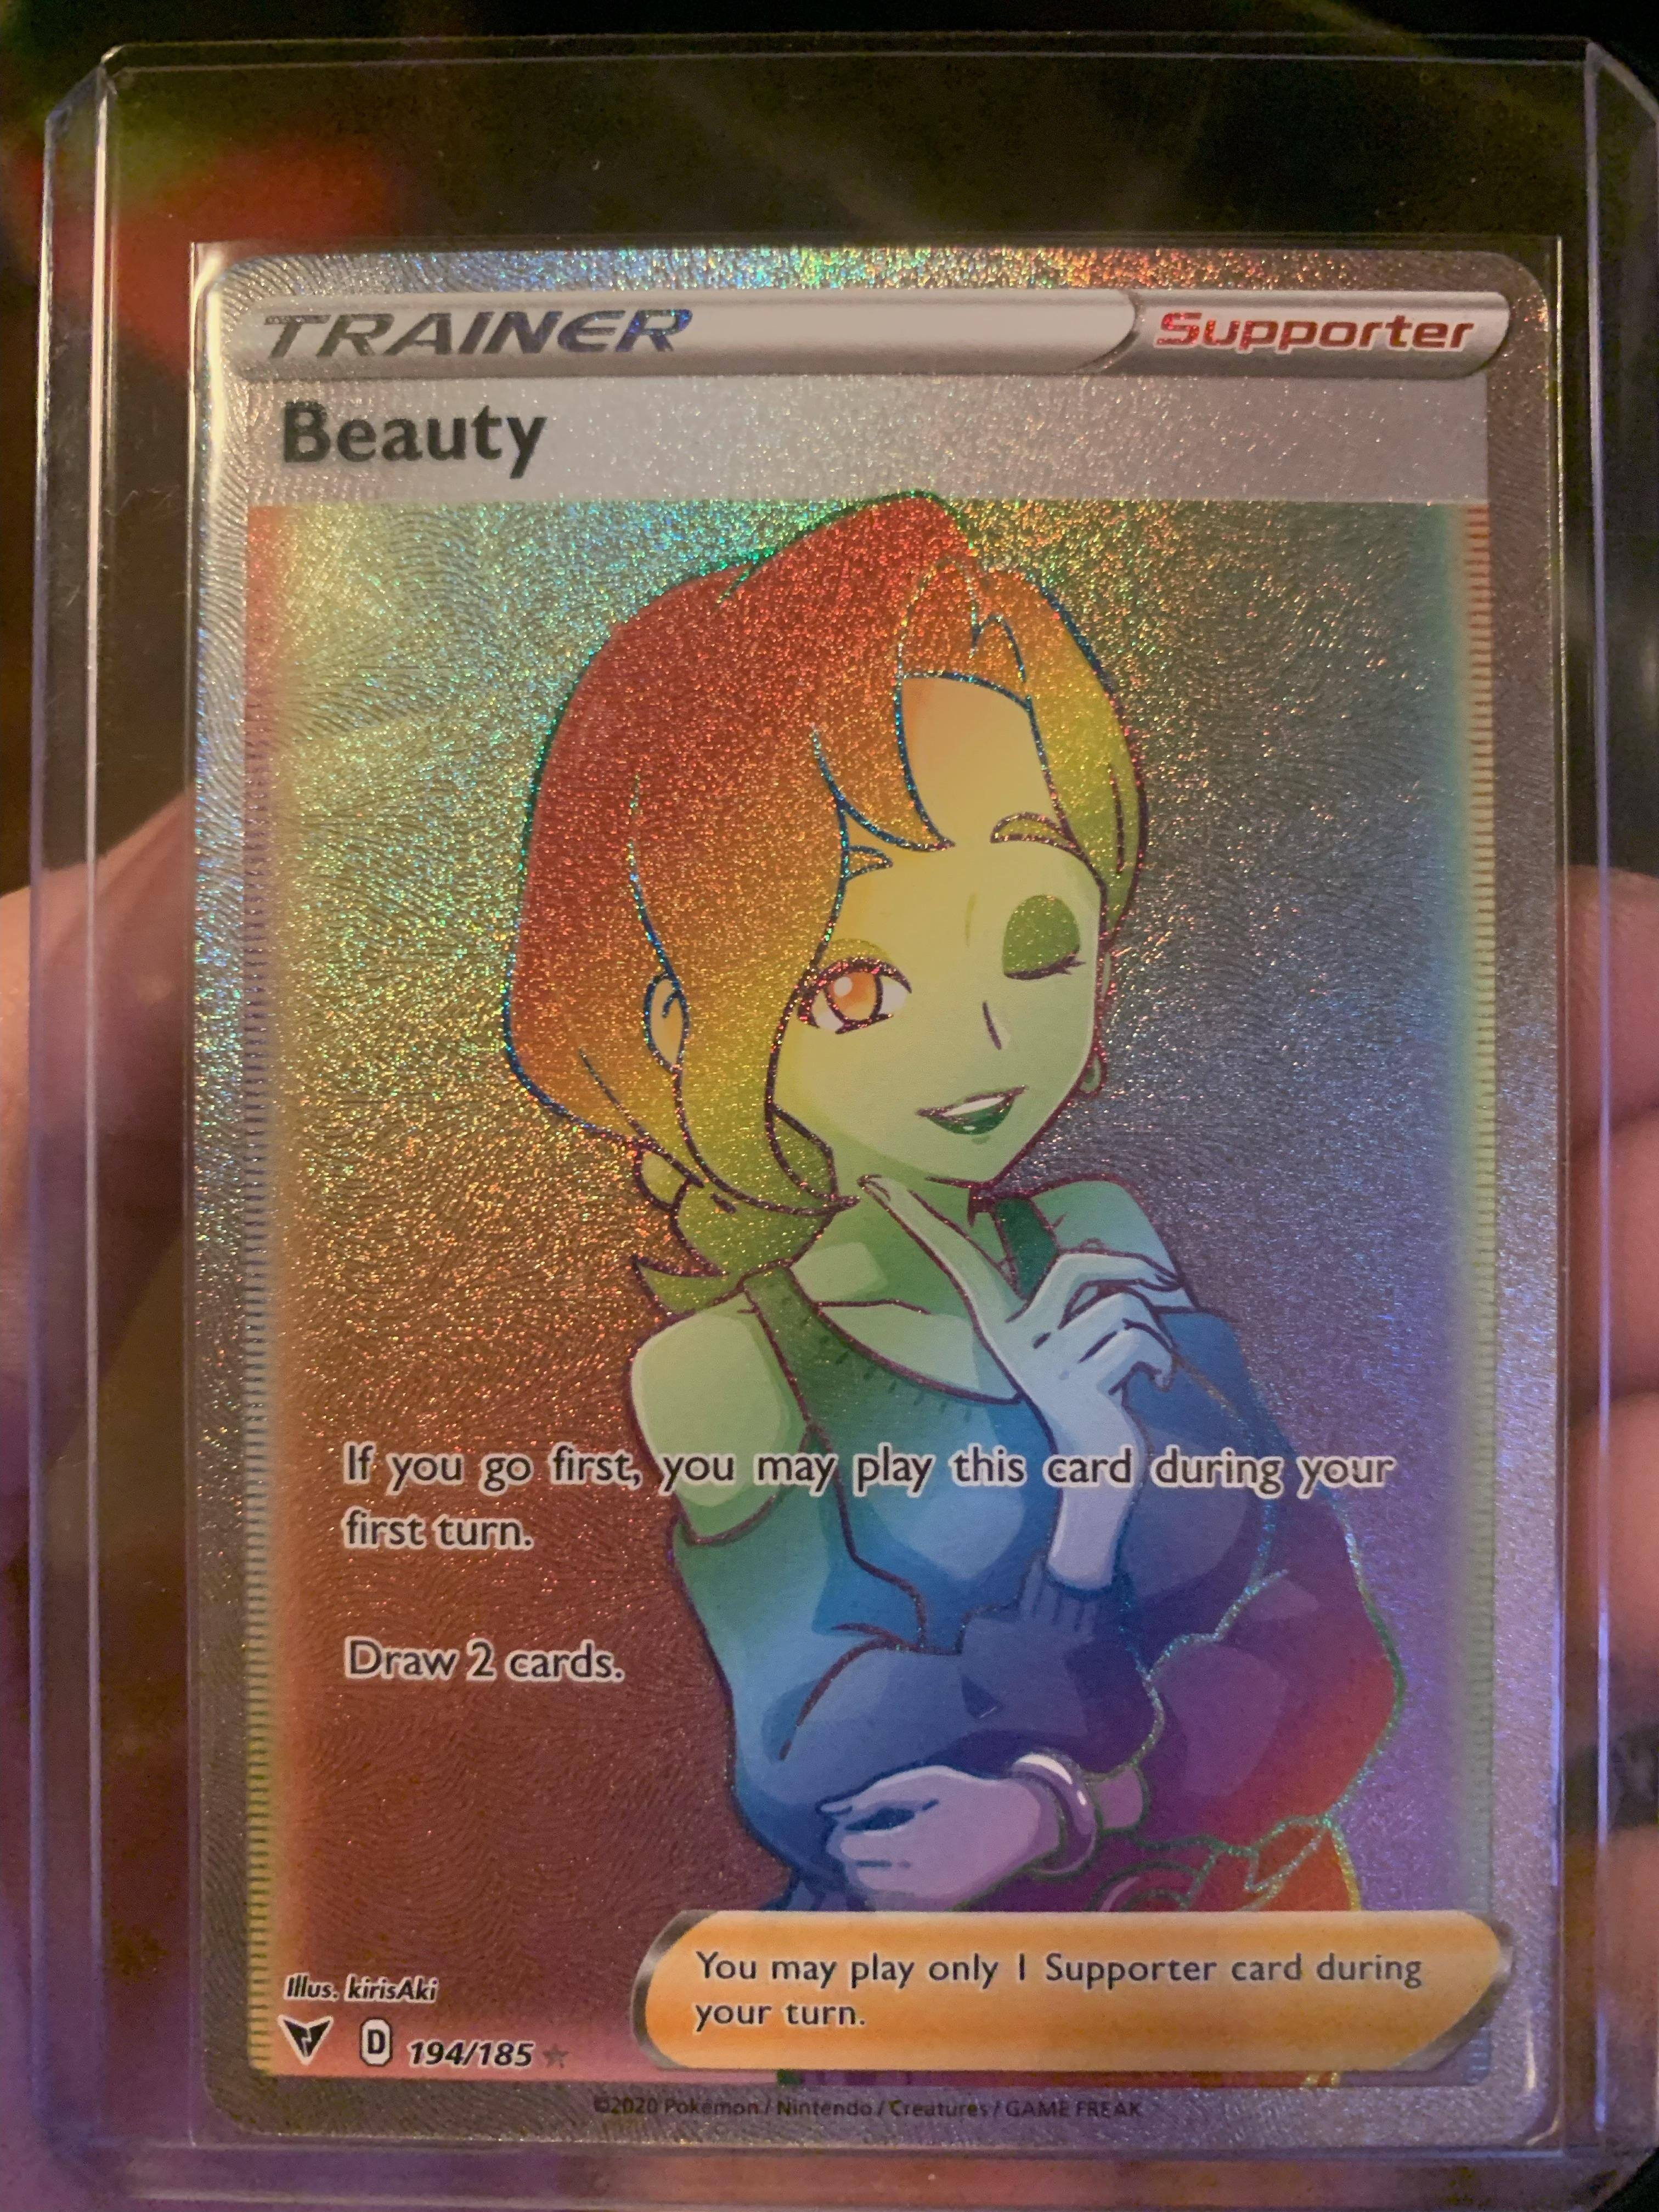 TRAINER Supporter
Beauty
If you go first, you may play this card during your
first turn.
Draw 2 cards.
You may play only 1 Supporter card during
your turn.
Illus. kirisAki
D 194/185
©2020 Pokémon / Nintendo / Creatures / GAME FREAK